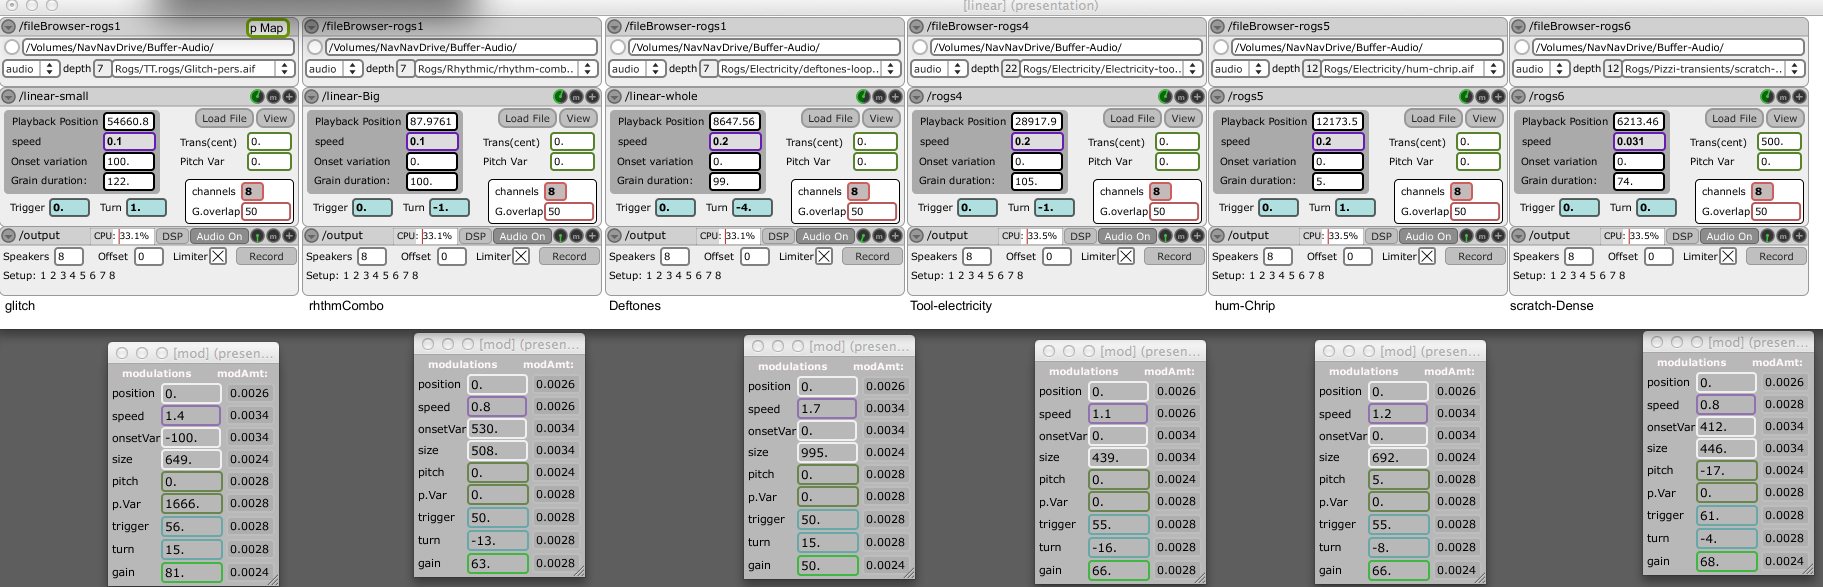 [linear] (presentation)
/fileBrowser-rogs1
p Map
/Volumes/NavNavDrive/Buffer-Audio/
audio depth 7 Rogs/TT.rogs/Glitch-pers.aif
/linear-small
m +
Load File View
Playback Position 54660.8
speed 0.1 Trans(cent) 0.
Onset variation 100. Pitch Var 0.
Grain duration: 122.
channels 8
Trigger 0. Turn 1. G.overlap 50
/output CPU: 33.1% DSP Audio On m +
Speakers 8 Offset 0 Limiter Record
Setup: 1 2 3 4 5 6 7 8
glitch
/fileBrowser-rogs1
/Volumes/NavNavDrive/Buffer-Audio/
audio depth 7 Rogs/Rhythmic/rhythm-comb..
/linear-Big
m +
Load File View
Playback Position 87.9761
speed 0.1 Trans(cent) 0.
Onset variation 0. Pitch Var 0.
Grain duration: 100.
channels 8
Trigger 0. Turn -1. G.overlap 50
/output CPU: 33.1% DSP Audio On m +
Speakers 8 Offset 0 Limiter Record
Setup: 1 2 3 4 5 6 7 8
rhthmCombo
/fileBrowser-rogs1
/Volumes/NavNavDrive/Buffer-Audio/
audio depth 7 Rogs/Electricity/deftones-loop..
/linear-whole
m +
Load File View
Playback Position 8647.56
speed 0.2 Trans(cent) 0.
Onset variation 0. Pitch Var 0.
Grain duration: 99.
channels 8
Trigger 0. Turn -4. G.overlap 50
/output CPU: 33.1% DSP Audio On m +
Speakers 8 Offset 0 Limiter Record
Setup: 1 2 3 4 5 6 7 8
Deftones
/fileBrowser-rogs4
/Volumes/NavNavDrive/Buffer-Audio/
audio depth 22 Rogs/Electricity/Electricity-too..
/rogs4
m +
Load File View
Playback Position 28917.9
speed 0.2 Trans(cent) 0.
Onset variation 0. Pitch Var 0.
Grain duration: 105.
channels 8
Trigger 0. Turn -1. G.overlap 50
/output CPU: 33.5% DSP Audio On m +
Speakers 8 Offset 0 Limiter Record
Setup: 1 2 3 4 5 6 7 8
Tool-electricity
/fileBrowser-rogs5
/Volumes/NavNavDrive/Buffer-Audio/
audio depth 12 Rogs/Electricity/hum-chrip.aif
/rogs5
m +
Load File View
Playback Position 12173.5
speed 0.2 Trans(cent) 0.
Onset variation 0. Pitch Var 0.
Grain duration: 5.
channels 8
Trigger 0. Turn 1. G.overlap 50
/output CPU: 33.5% DSP Audio On m +
Speakers 8 Offset 0 Limiter Record
Setup: 1 2 3 4 5 6 7 8
hum-Chrip
/fileBrowser-rogs6
/Volumes/NavNavDrive/Buffer-Audio/
audio depth 12 Rogs/Pizzi-transients/scratch-..
/rogs6
m +
Load File View
Playback Position 6213.46
speed 0.031 Trans(cent) 500.
Onset variation 0. Pitch Var 0.
Grain duration: 74.
channels 8
Trigger 0. Turn 0. G.overlap 50
/output CPU: 33.5% DSP Audio On m +
Speakers 8 Offset 0 Limiter Record
Setup: 1 2 3 4 5 6 7 8
scratch-Dense
[mod] (presen...
modulations modAmt:
position 0. 0.0026
speed 1.4 0.0034
onsetVar -100. 0.0034
size 649. 0.0024
pitch 0. 0.0028
p.Var 1666. 0.0028
trigger 56. 0.0028
turn 15. 0.0028
gain 81. 0.0024
[mod] (presen...
modulations modAmt:
position 0. 0.0026
speed 0.8 0.0026
onsetVar 530. 0.0034
size 508. 0.0034
pitch 0. 0.0024
p.Var 0. 0.0028
trigger 50. 0.0028
turn -13. 0.0028
gain 63. 0.0028
[mod] (presen...
modulations modAmt:
position 0. 0.0026
speed 1.7 0.0034
onsetVar 0. 0.0034
size 995. 0.0024
pitch 0. 0.0028
p.Var 0. 0.0028
trigger 50. 0.0028
turn 15. 0.0028
gain 50. 0.0024
[mod] (presen...
modulations modAmt:
position 0. 0.0026
speed 1.1 0.0026
onsetVar 0. 0.0034
size 439. 0.0034
pitch 0. 0.0024
p.Var 0. 0.0028
trigger 55. 0.0028
turn -16. 0.0028
gain 66. 0.0028
[mod] (presen...
modulations modAmt:
position 0. 0.0026
speed 1.2 0.0034
onsetVar 0. 0.0034
size 692. 0.0024
pitch 5. 0.0028
p.Var 0. 0.0028
trigger 55. 0.0028
turn -8. 0.0028
gain 66. 0.0024
[mod] (presen...
modulations modAmt:
position 0. 0.0026
speed 0.8 0.0028
onsetVar 412. 0.0034
size 446. 0.0034
pitch -17. 0.0024
p.Var 0. 0.0028
trigger 61. 0.0028
turn -4. 0.0028
gain 68. 0.0024